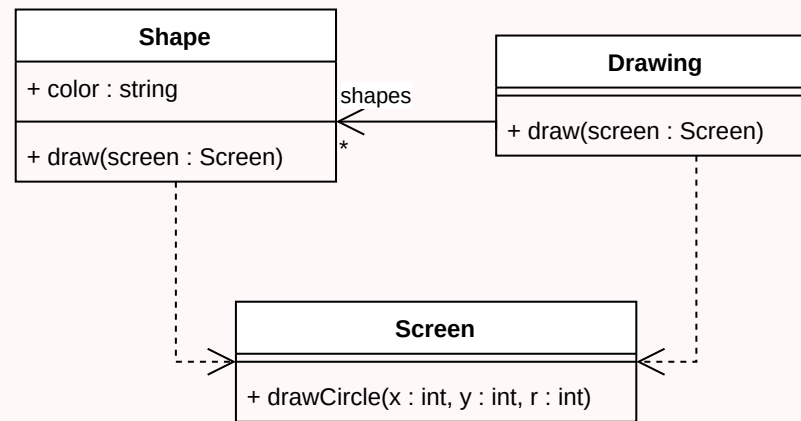 Shape
+ color : string
+ draw(screen : Screen)
shapes
*
Drawing
+ draw(screen : Screen)
Screen
+ drawCircle(x : int, y : int, r : int)